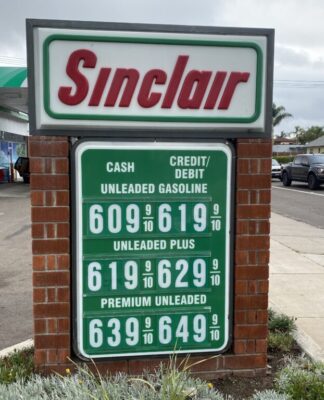 Sinclair
CASH CREDIT/
DEBIT
UNLEADED GASOLINE
609 9/10 619 9/10
UNLEADED PLUS
619 9/10 629 9/10
PREMIUM UNLEADED
639 9/10 649 9/10